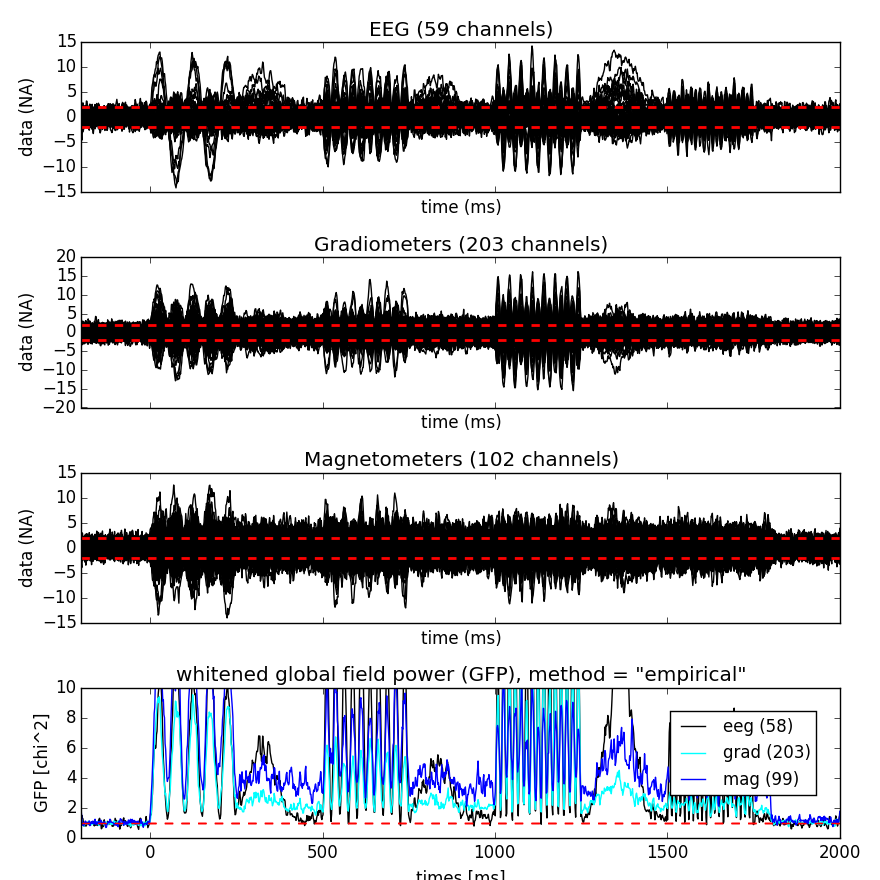 EEG (59 channels)
15
10
5
0
−5
−10
−15
data (NA)
time (ms)
Gradiometers (203 channels)
20
15
10
5
0
−5
−10
−15
−20
data (NA)
time (ms)
Magnetometers (102 channels)
15
10
5
0
−5
−10
−15
data (NA)
time (ms)
whitened global field power (GFP), method = "empirical"
10
8
6
4
2
0
GFP [chi^2]
eeg (58)
grad (203)
mag (99)
0 500 1000 1500 2000
times [ms]